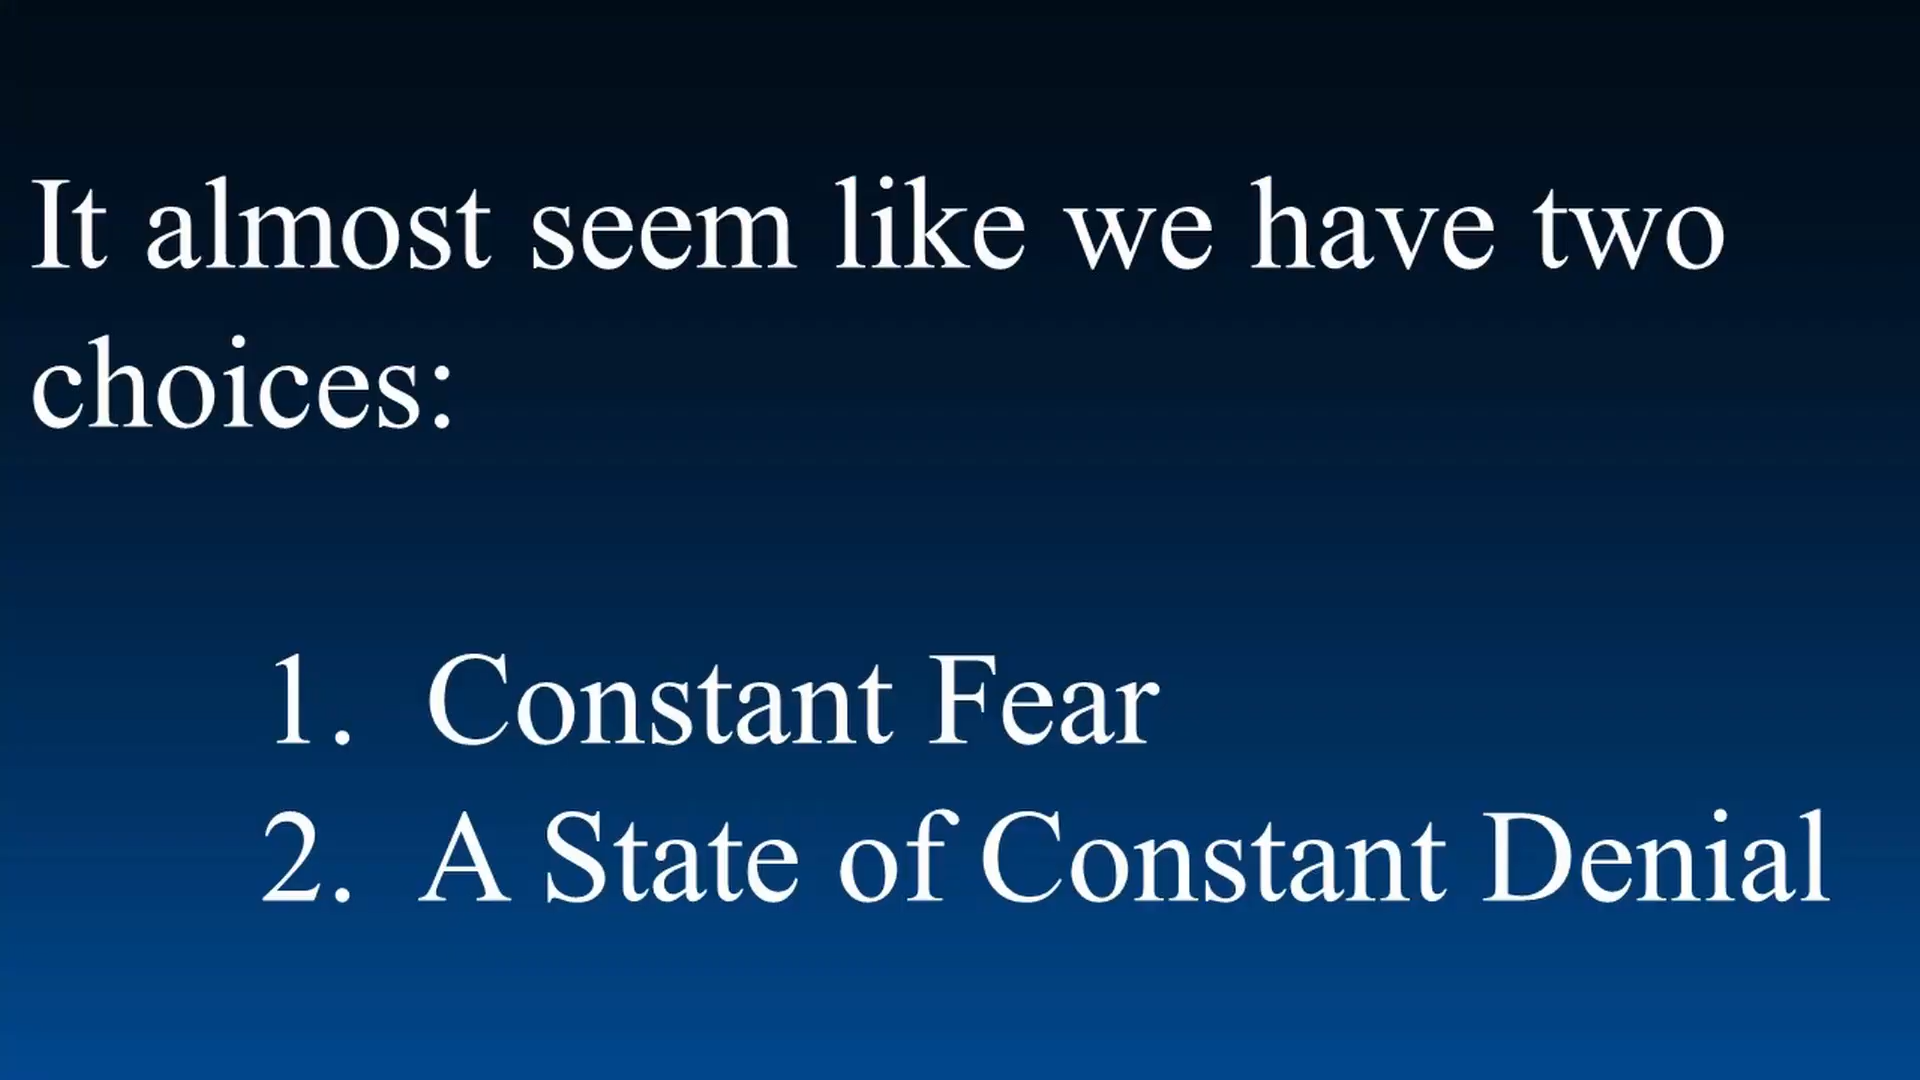 It almost seem like we have two
choices:
1. Constant Fear
2. A State of Constant Denial